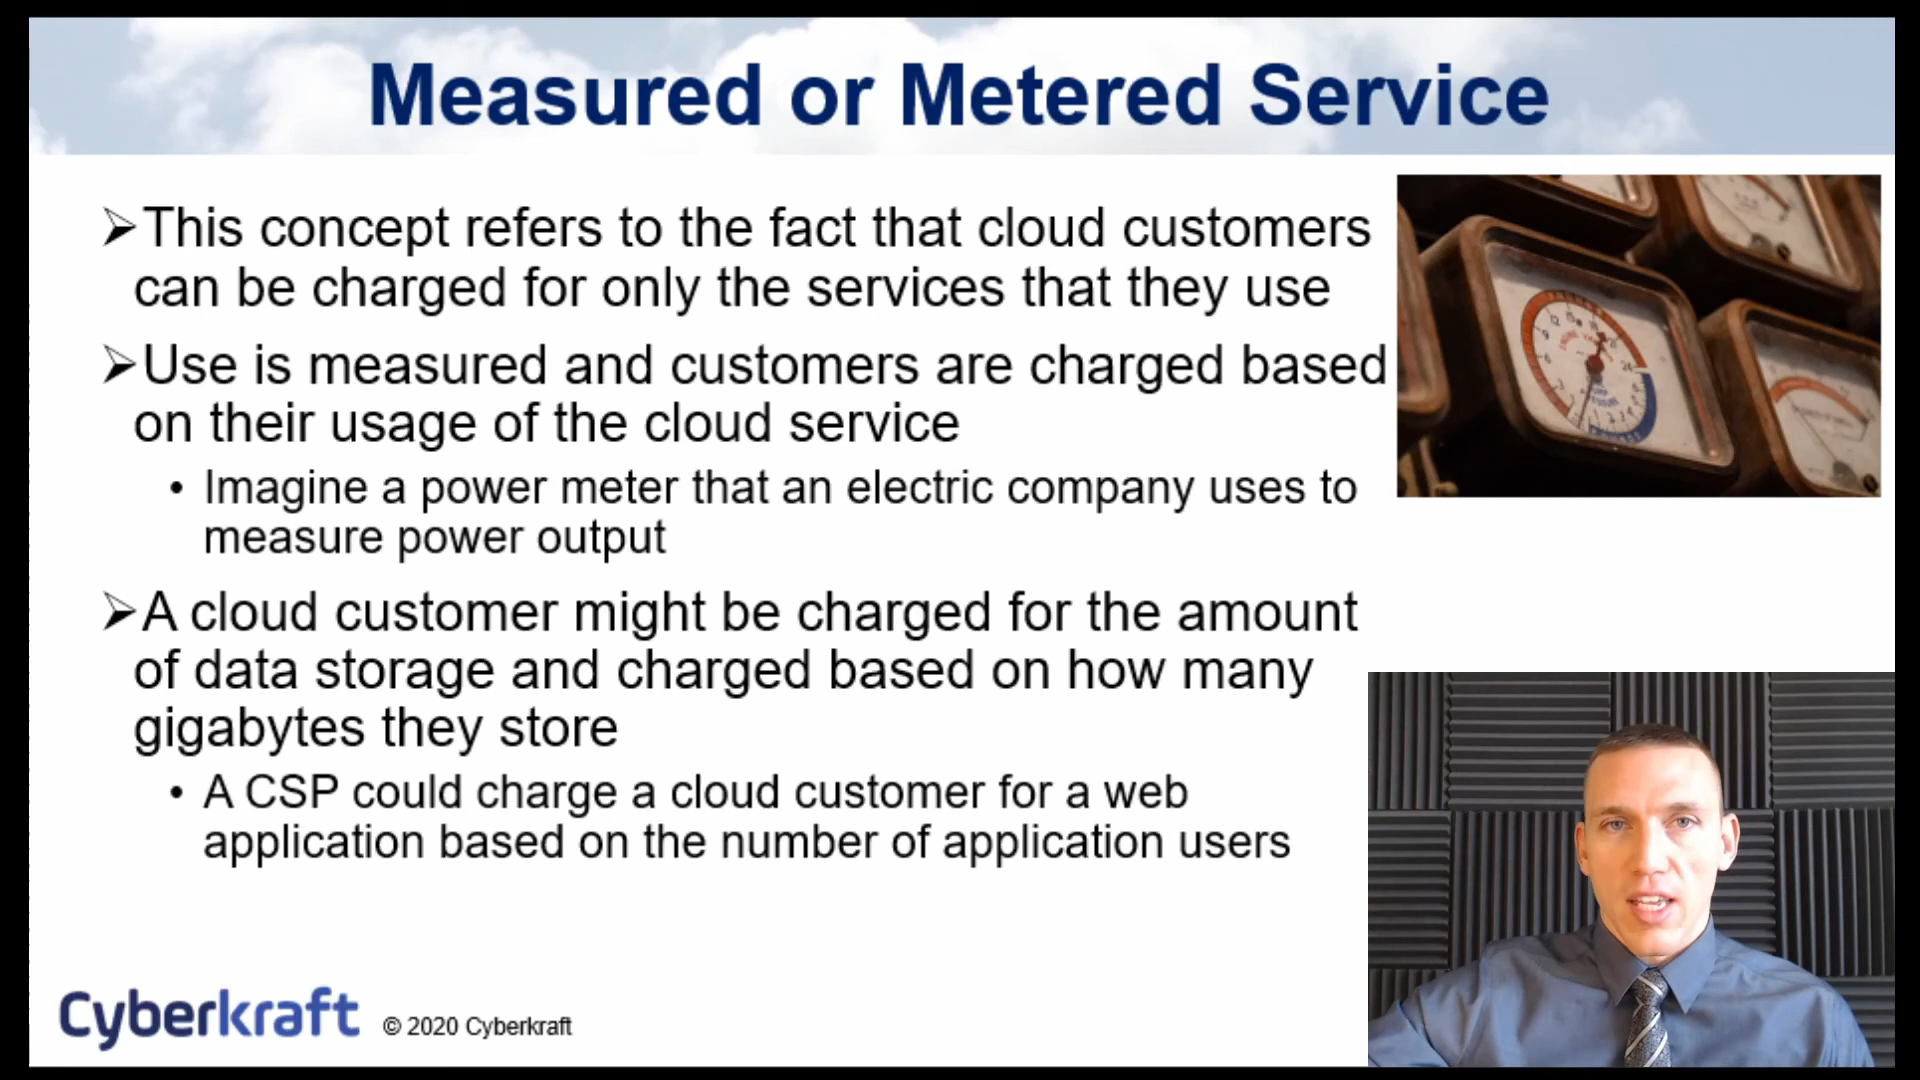 Measured or Metered Service
➢This concept refers to the fact that cloud customers
can be charged for only the services that they use
➢Use is measured and customers are charged based
on their usage of the cloud service
• Imagine a power meter that an electric company uses to
measure power output
➢A cloud customer might be charged for the amount
of data storage and charged based on how many
gigabytes they store
• A CSP could charge a cloud customer for a web
application based on the number of application users
Cyberkraft © 2020 Cyberkraft